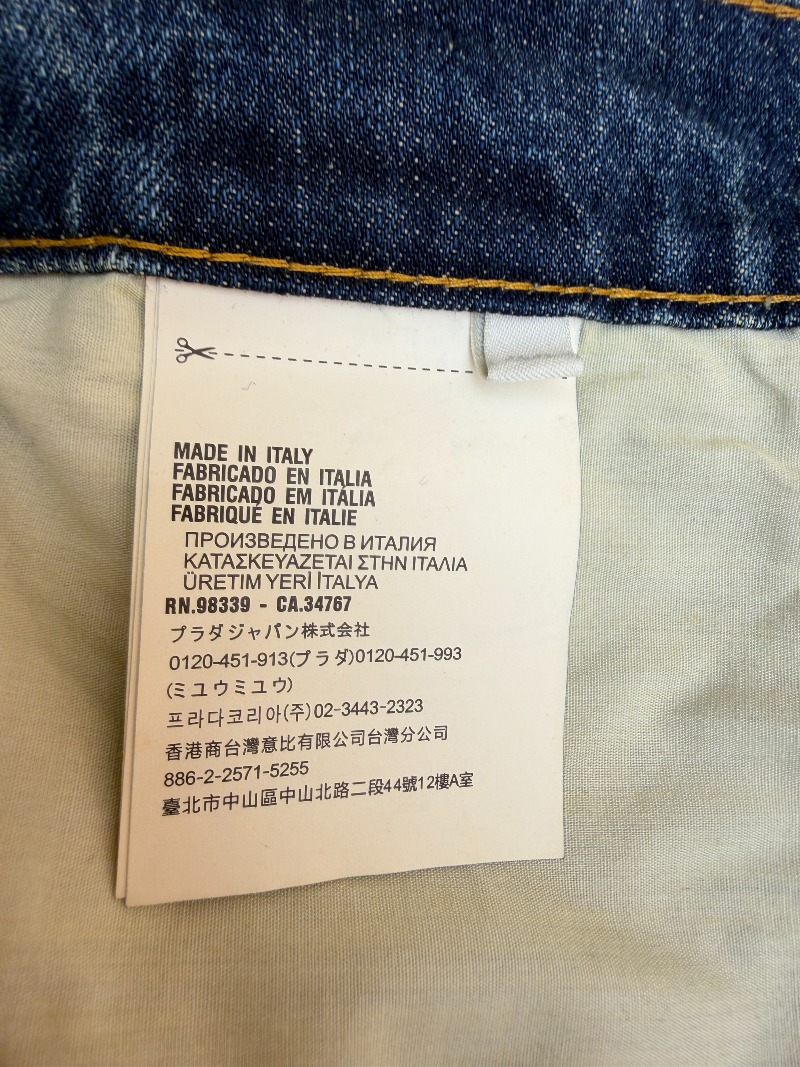 MADE IN ITALY
FABRICADO EN ITALIA
FABRICADO EM ITÁLIA
FABRIQUÉ EN ITALIE
ПРОИЗВЕДЕНО В ИТАЛИЯ
ΚΑΤΑΣΚΕΥΑΖΕΤΑΙ ΣΤΗΝ ΙΤΑΛΙΑ
ÜRETIM YERİ İTALYA
RN.98339 - CA.34767
プラダジャパン株式会社
0120-451-913(プラダ)0120-451-993
(ミユウミユウ)
프라다코리아(주)02-3443-2323
香港商台灣意比有限公司台灣分公司
886-2-2571-5255
臺北市中山區中山北路二段44號12樓A室